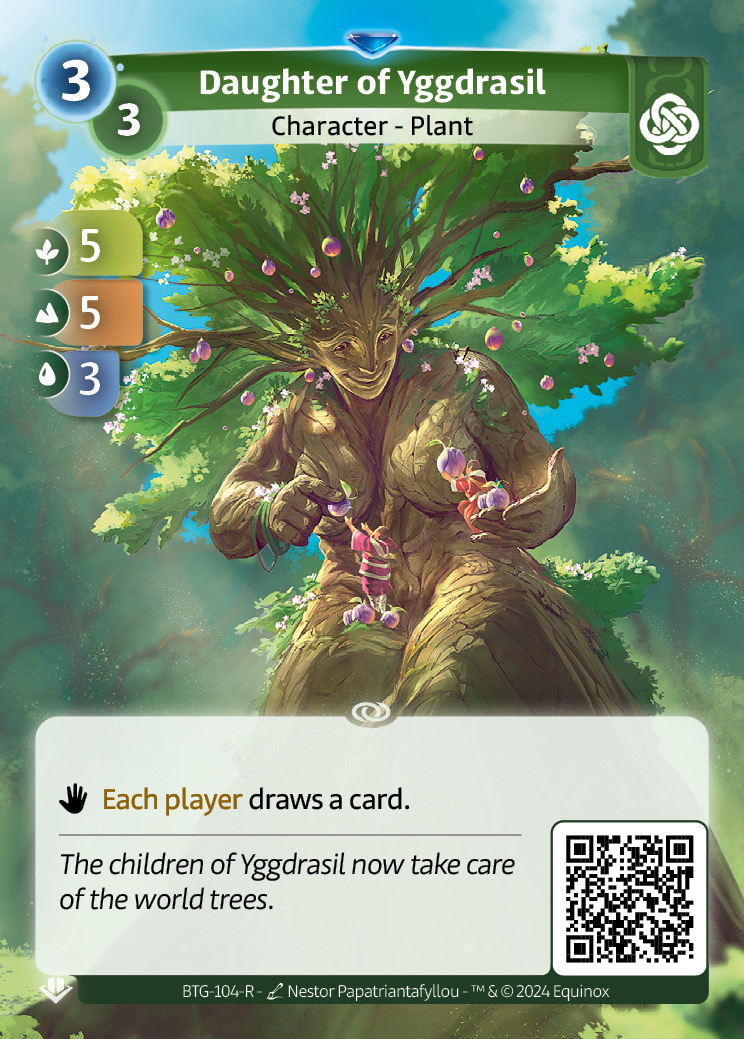 3
Daughter of Yggdrasil
3
Character - Plant
5
5
3
Each player draws a card.
The children of Yggdrasil now take care
of the world trees.
BTG-104-R - Nestor Papatriantafyllou - ™ & © 2024 Equinox